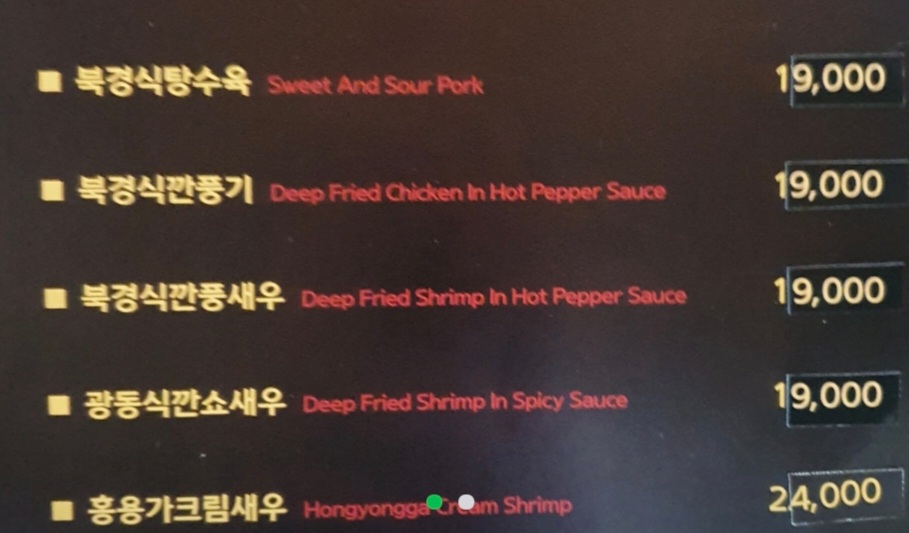 ■ 북경식탕수육 Sweet And Sour Pork 19,000
■ 북경식깐풍기 Deep Fried Chicken In Hot Pepper Sauce 19,000
■ 북경식깐풍새우 Deep Fried Shrimp In Hot Pepper Sauce 19,000
■ 광동식깐쇼새우 Deep Fried Shrimp In Spicy Sauce 19,000
■ 홍용가크림새우 Hongyongga Cream Shrimp 24,000